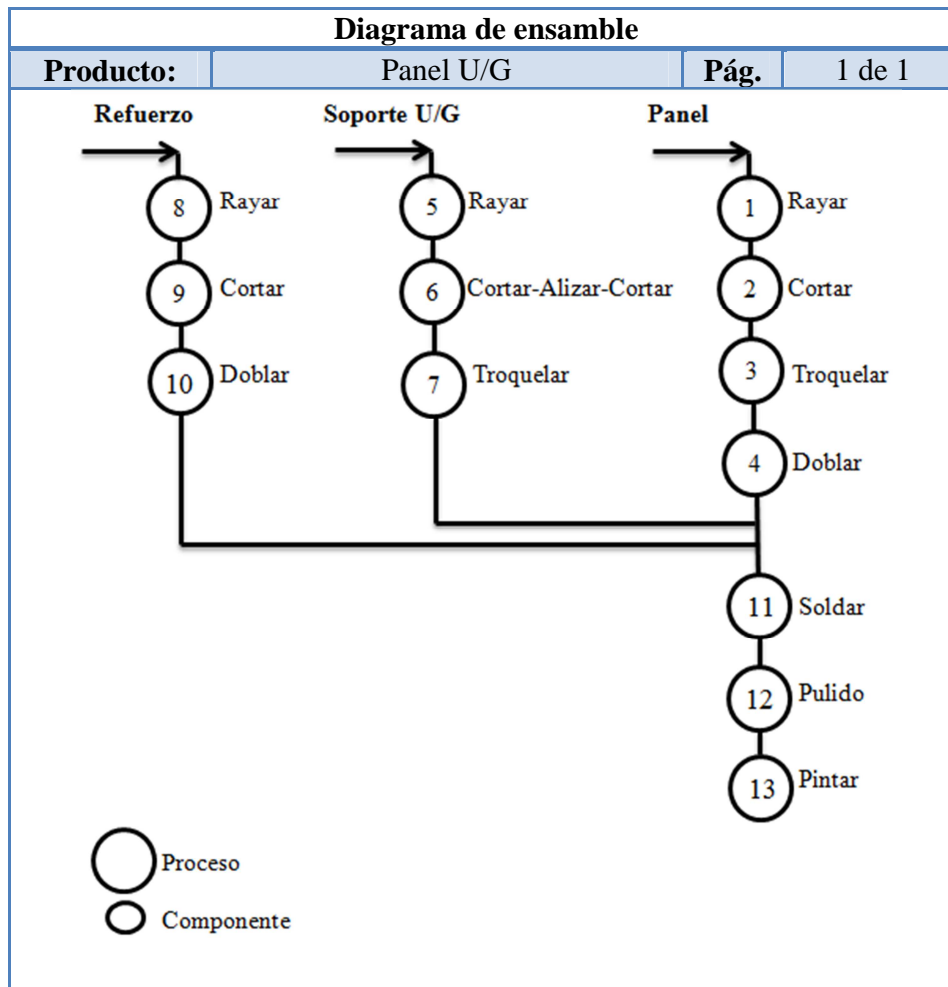 Diagrama de ensamble
Producto: Panel U/G Pág. 1 de 1
Refuerzo Soporte U/G Panel
8 Rayar 5 Rayar 1 Rayar
9 Cortar 6 Cortar-Alizar-Cortar 2 Cortar
10 Doblar 7 Troquelar 3 Troquelar
4 Doblar
11 Soldar
12 Pulido
13 Pintar
Proceso
Componente